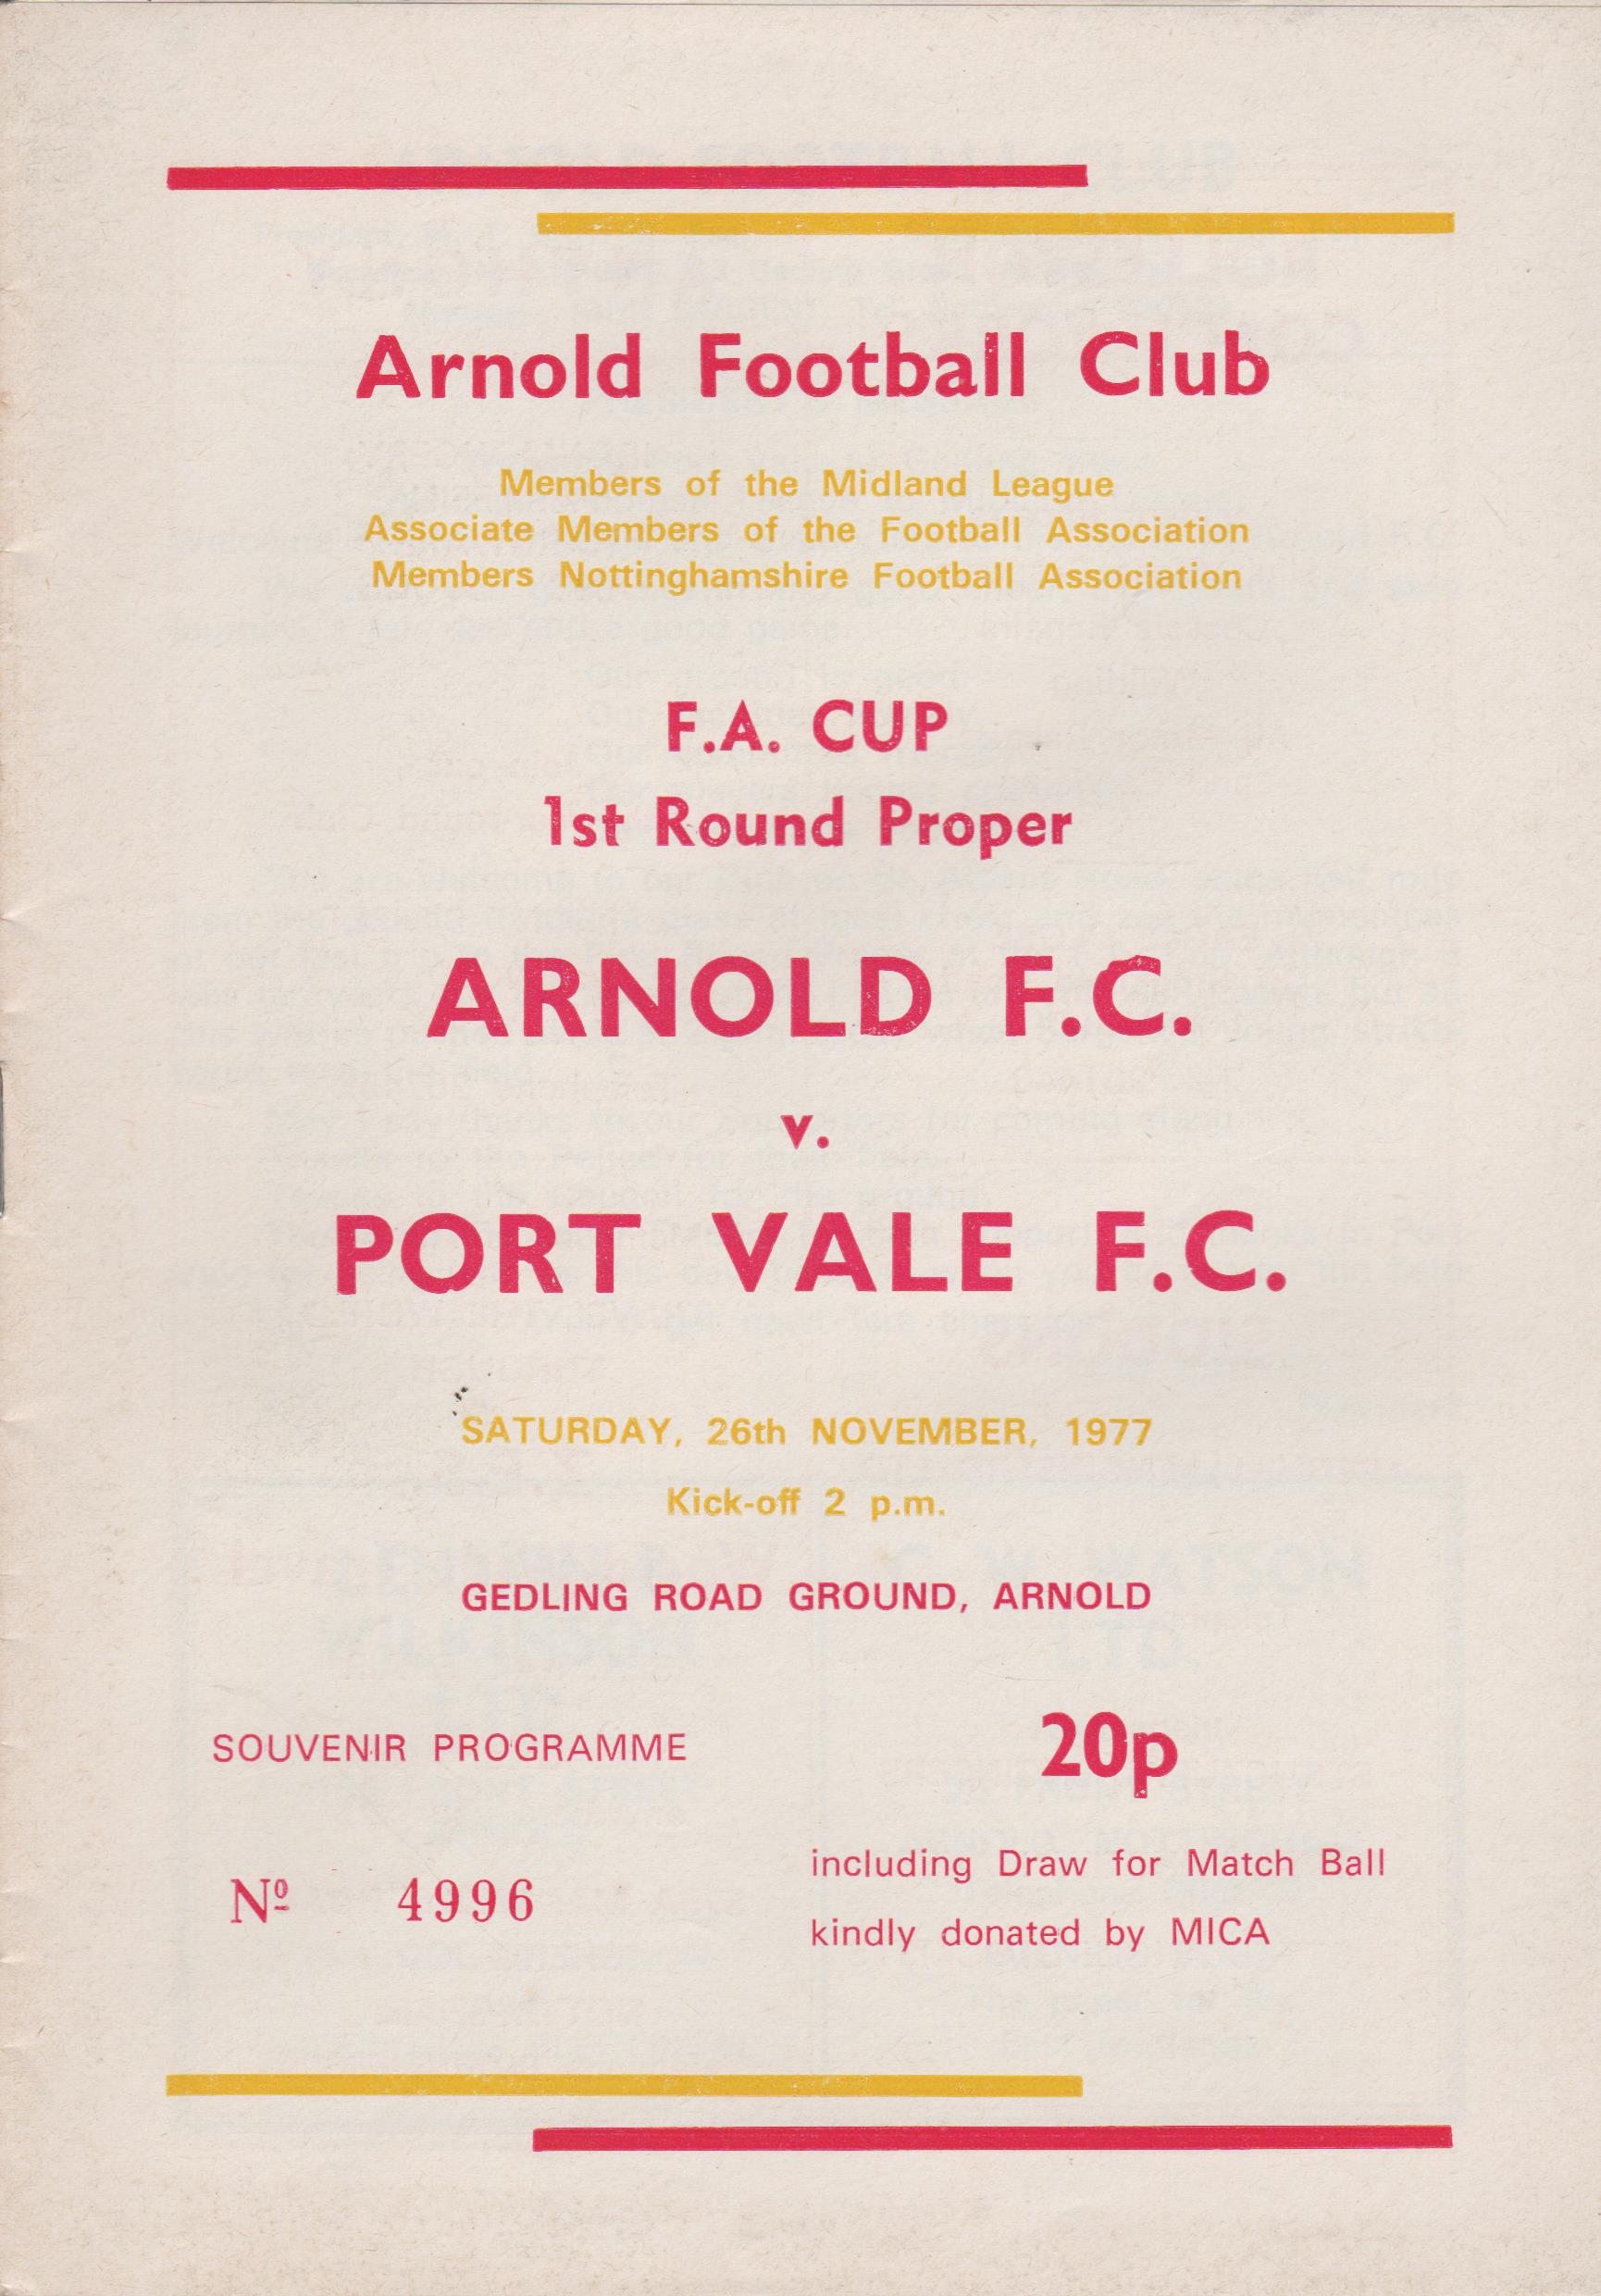 Arnold Football Club
Members of the Midland League
Associate Members of the Football Association
Members Nottinghamshire Football Association
F.A. CUP
1st Round Proper
ARNOLD F.C.
v.
PORT VALE F.C.
SATURDAY, 26th NOVEMBER, 1977
Kick-off 2 p.m.
GEDLING ROAD GROUND, ARNOLD
SOUVENIR PROGRAMME
20p
Nº 4996
including Draw for Match Ball
kindly donated by MICA